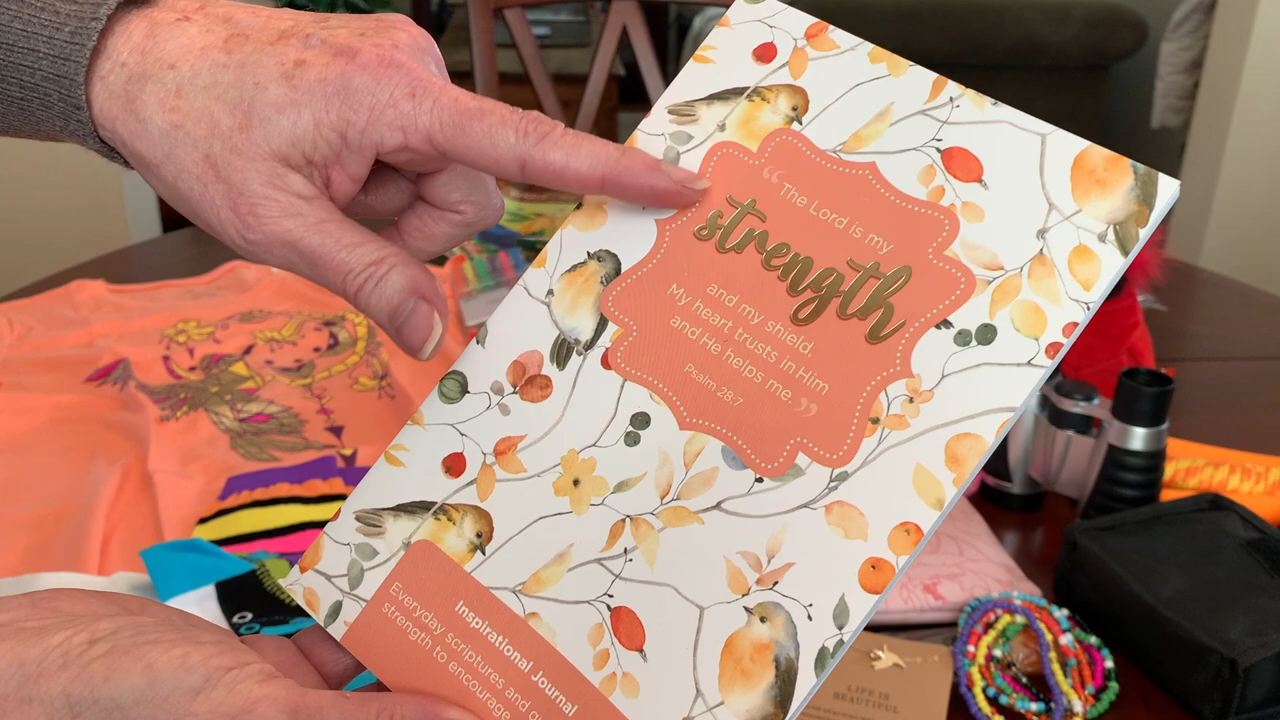 “The Lord is my
strength
and my shield.
My heart trusts in Him
and He helps me.”
Psalm 28:7
Inspirational Journal
Everyday scriptures and
strength to encourage
LIFE IS
BEAUTIFUL